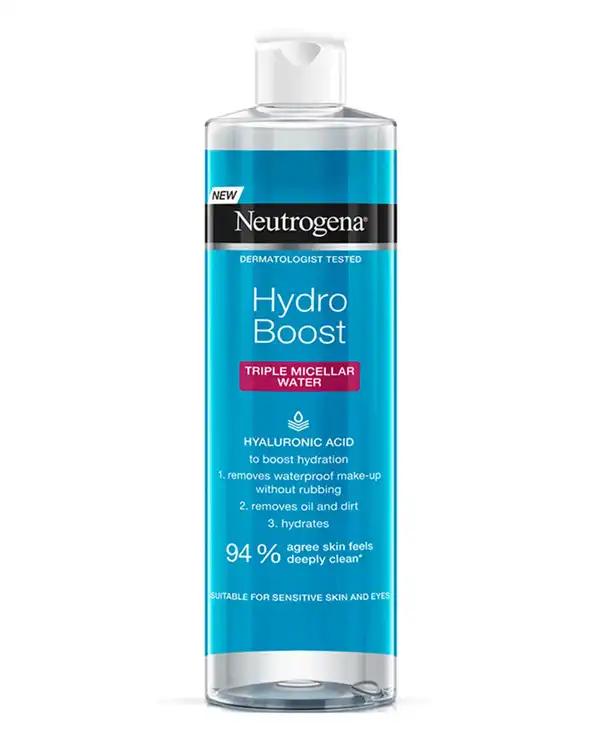 NEW
Neutrogena®
DERMATOLOGIST TESTED
Hydro
Boost
TRIPLE MICELLAR
WATER
HYALURONIC ACID
to boost hydration
1. removes waterproof make-up
without rubbing
2. removes oil and dirt
3. hydrates
94 % agree skin feels
deeply clean*
SUITABLE FOR SENSITIVE SKIN AND EYES